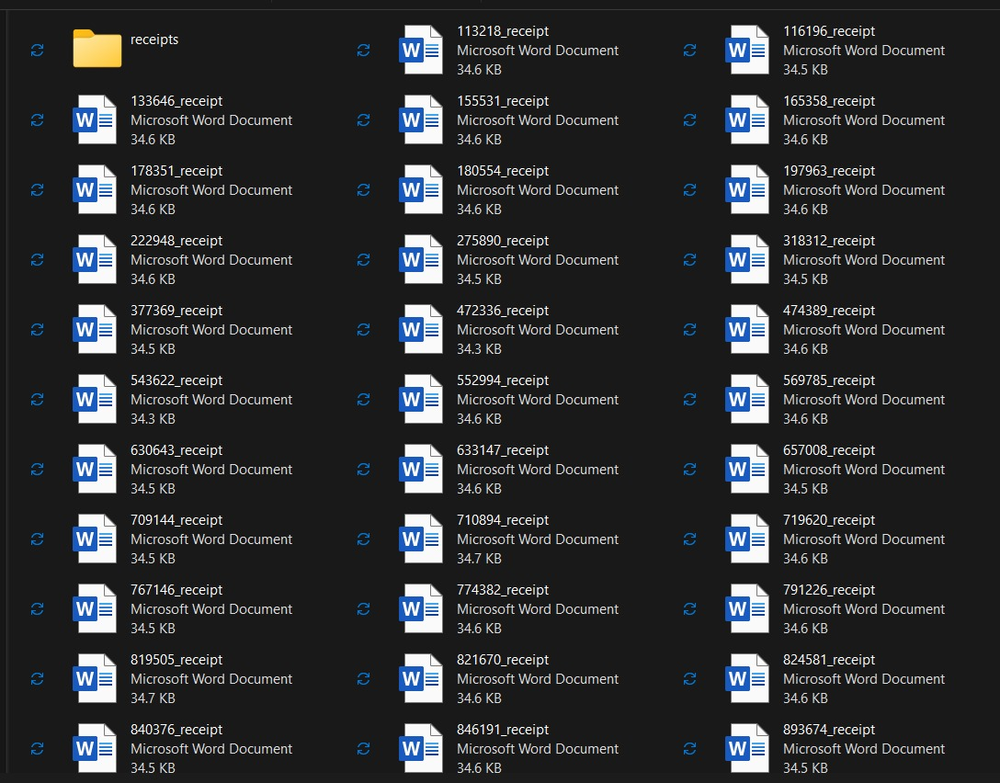 receipts
113218_receipt
Microsoft Word Document
34.6 KB
116196_receipt
Microsoft Word Document
34.5 KB
133646_receipt
Microsoft Word Document
34.6 KB
155531_receipt
Microsoft Word Document
34.6 KB
165358_receipt
Microsoft Word Document
34.6 KB
178351_receipt
Microsoft Word Document
34.6 KB
180554_receipt
Microsoft Word Document
34.6 KB
197963_receipt
Microsoft Word Document
34.6 KB
222948_receipt
Microsoft Word Document
34.6 KB
275890_receipt
Microsoft Word Document
34.5 KB
318312_receipt
Microsoft Word Document
34.5 KB
377369_receipt
Microsoft Word Document
34.5 KB
472336_receipt
Microsoft Word Document
34.3 KB
474389_receipt
Microsoft Word Document
34.6 KB
543622_receipt
Microsoft Word Document
34.3 KB
552994_receipt
Microsoft Word Document
34.6 KB
569785_receipt
Microsoft Word Document
34.6 KB
630643_receipt
Microsoft Word Document
34.5 KB
633147_receipt
Microsoft Word Document
34.6 KB
657008_receipt
Microsoft Word Document
34.5 KB
709144_receipt
Microsoft Word Document
34.5 KB
710894_receipt
Microsoft Word Document
34.7 KB
719620_receipt
Microsoft Word Document
34.6 KB
767146_receipt
Microsoft Word Document
34.5 KB
774382_receipt
Microsoft Word Document
34.6 KB
791226_receipt
Microsoft Word Document
34.6 KB
819505_receipt
Microsoft Word Document
34.7 KB
821670_receipt
Microsoft Word Document
34.6 KB
824581_receipt
Microsoft Word Document
34.6 KB
840376_receipt
Microsoft Word Document
34.5 KB
846191_receipt
Microsoft Word Document
34.6 KB
893674_receipt
Microsoft Word Document
34.5 KB